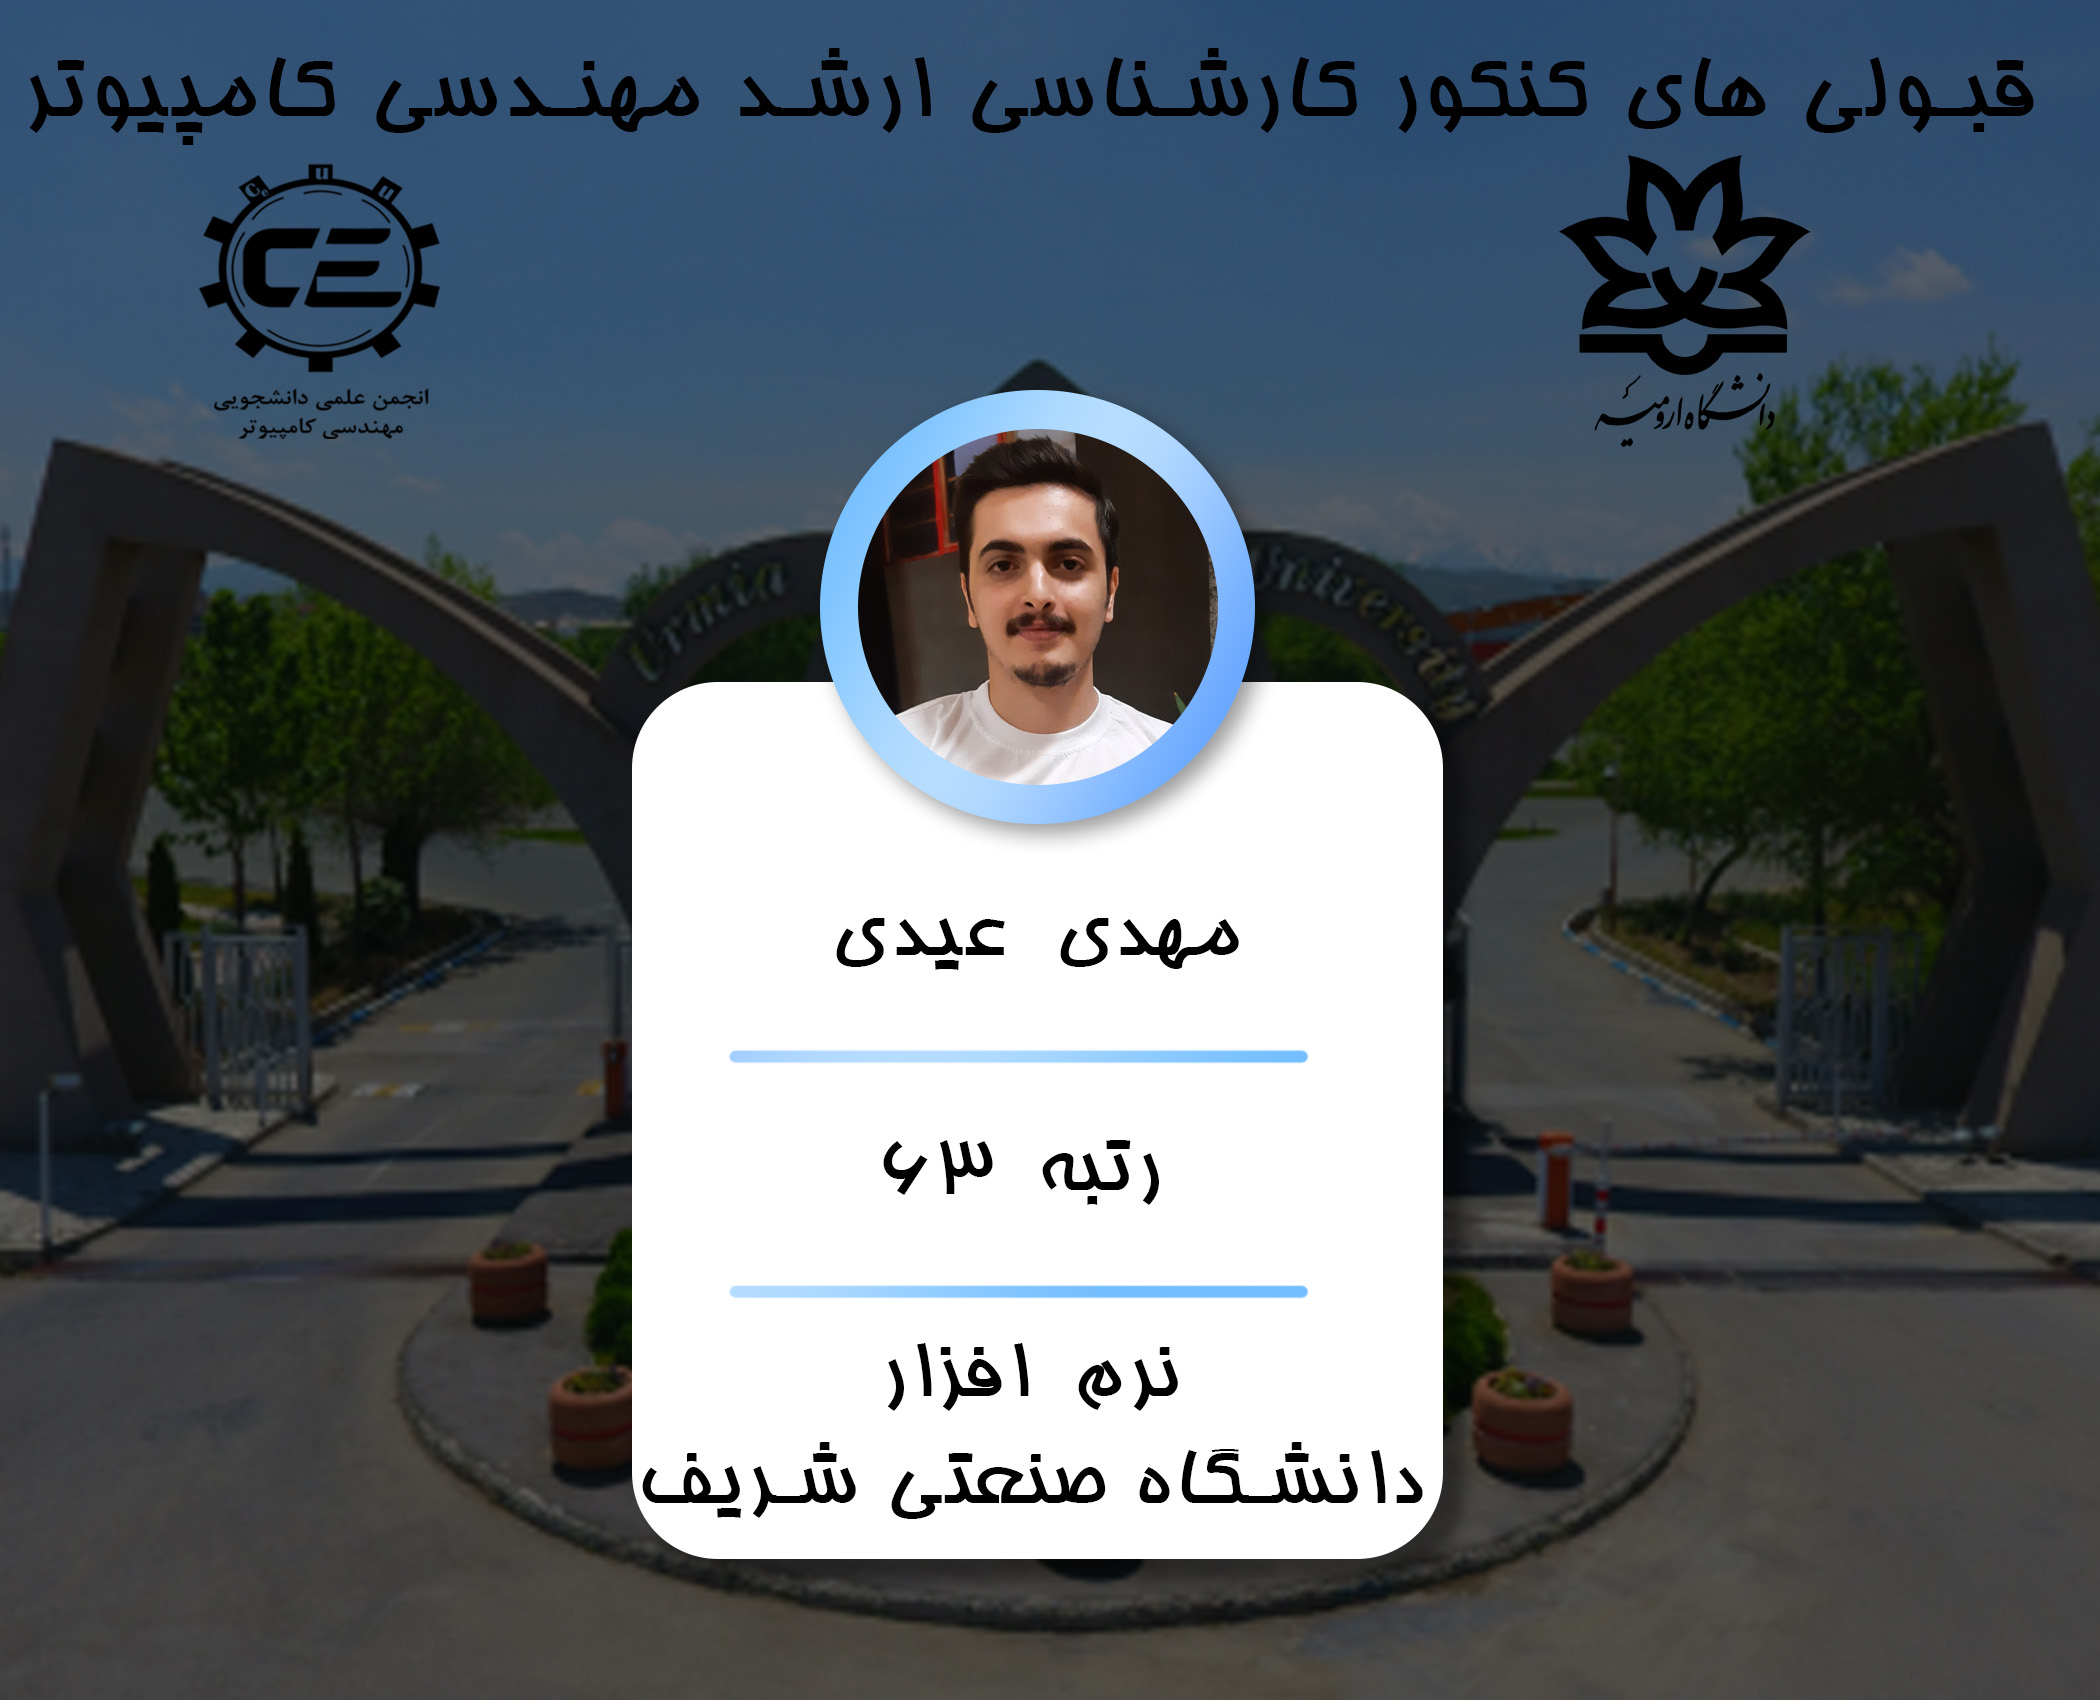 قبولی های کنکور کارشناسی ارشد مهندسی کامپیوتر
C e u u
CE
انجمن علمی دانشجویی
مهندسی کامپیوتر
دانشگاه ارومیه
Urmia University
مهدی عیدی
رتبه ۶۳
نرم افزار
دانشگاه صنعتی شریف